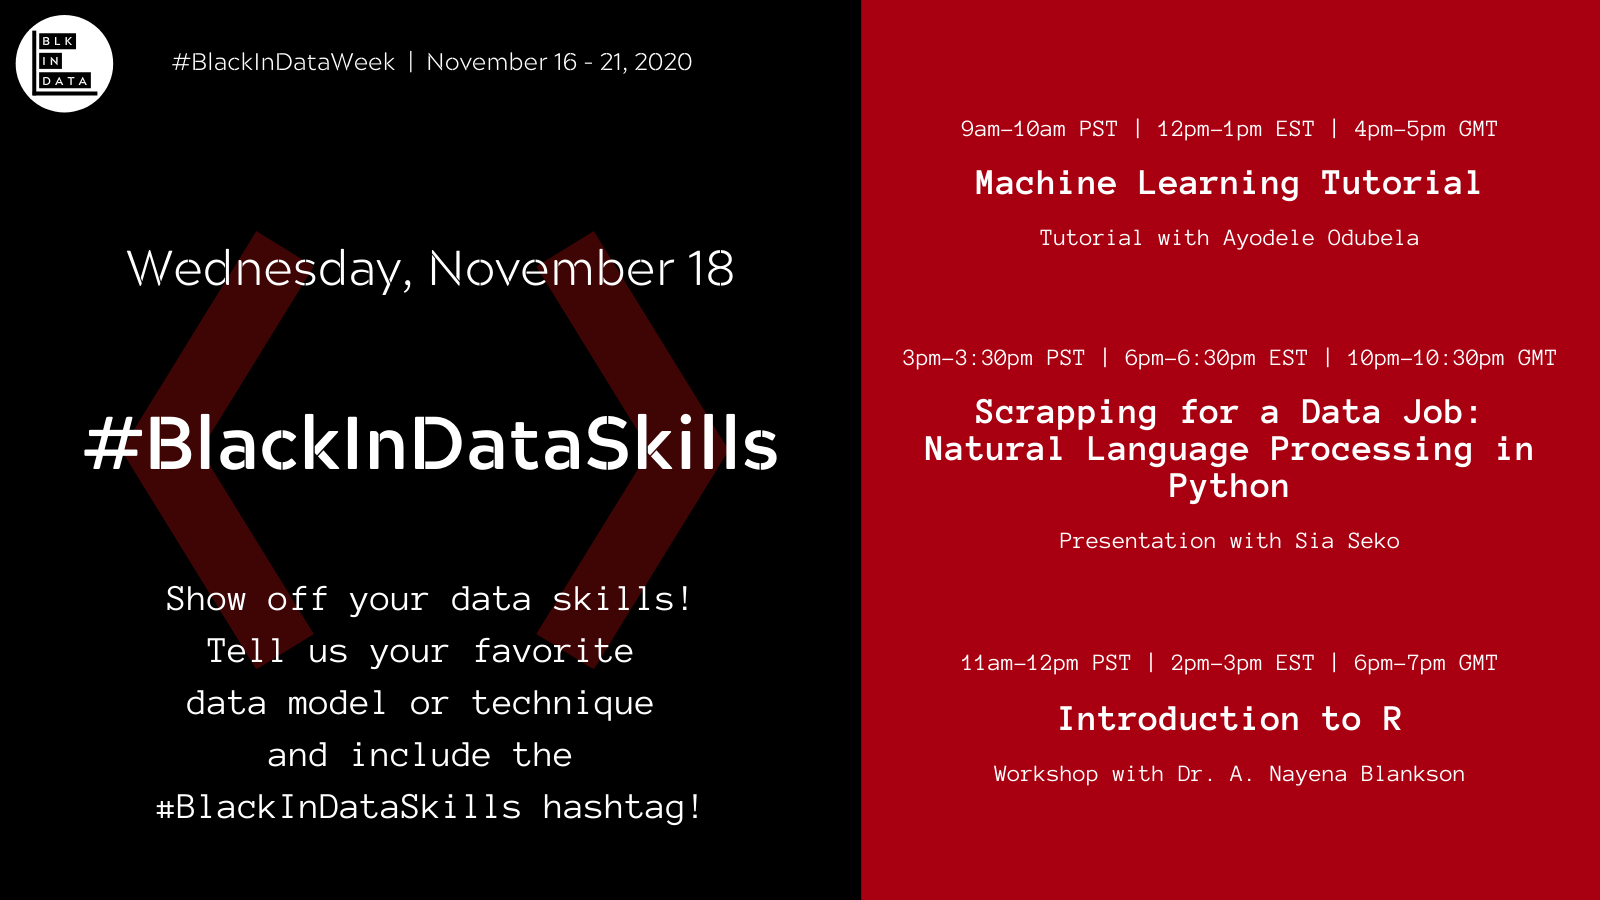 BLK
IN
DATA
#BlackInDataWeek | November 16 - 21, 2020
Wednesday, November 18
#BlackInDataSkills
Show off your data skills!
Tell us your favorite
data model or technique
and include the
#BlackInDataSkills hashtag!
9am-10am PST | 12pm-1pm EST | 4pm-5pm GMT
Machine Learning Tutorial
Tutorial with Ayodele Odubela
3pm-3:30pm PST | 6pm-6:30pm EST | 10pm-10:30pm GMT
Scrapping for a Data Job:
Natural Language Processing in
Python
Presentation with Sia Seko
11am-12pm PST | 2pm-3pm EST | 6pm-7pm GMT
Introduction to R
Workshop with Dr. A. Nayena Blankson